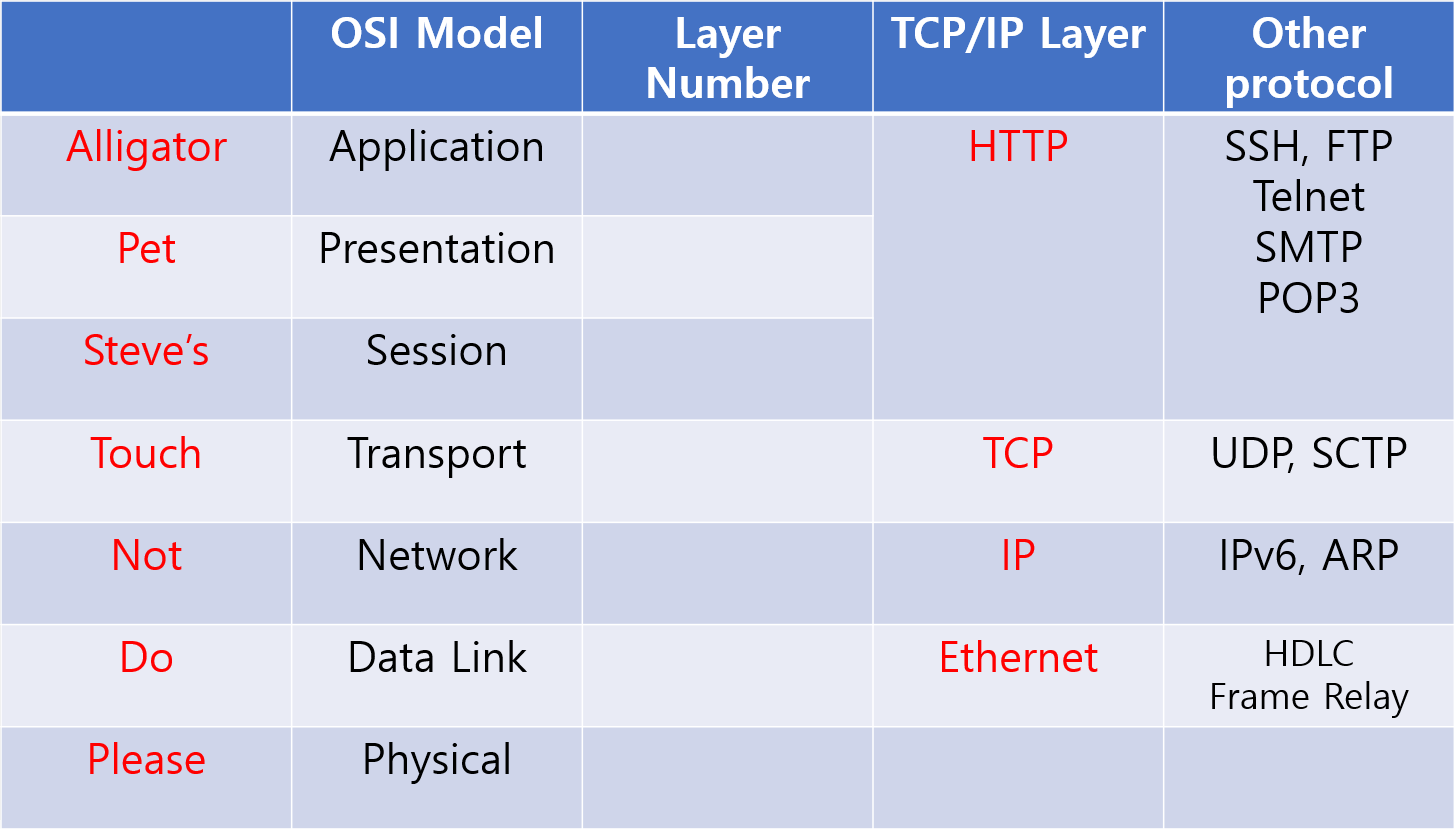 OSI Model
Layer
Number
TCP/IP Layer
Other
protocol
Alligator
Application
HTTP
SSH, FTP
Telnet
SMTP
POP3
Pet
Presentation
Steve’s
Session
Touch
Transport
TCP
UDP, SCTP
Not
Network
IP
IPv6, ARP
Do
Data Link
Ethernet
HDLC
Frame Relay
Please
Physical